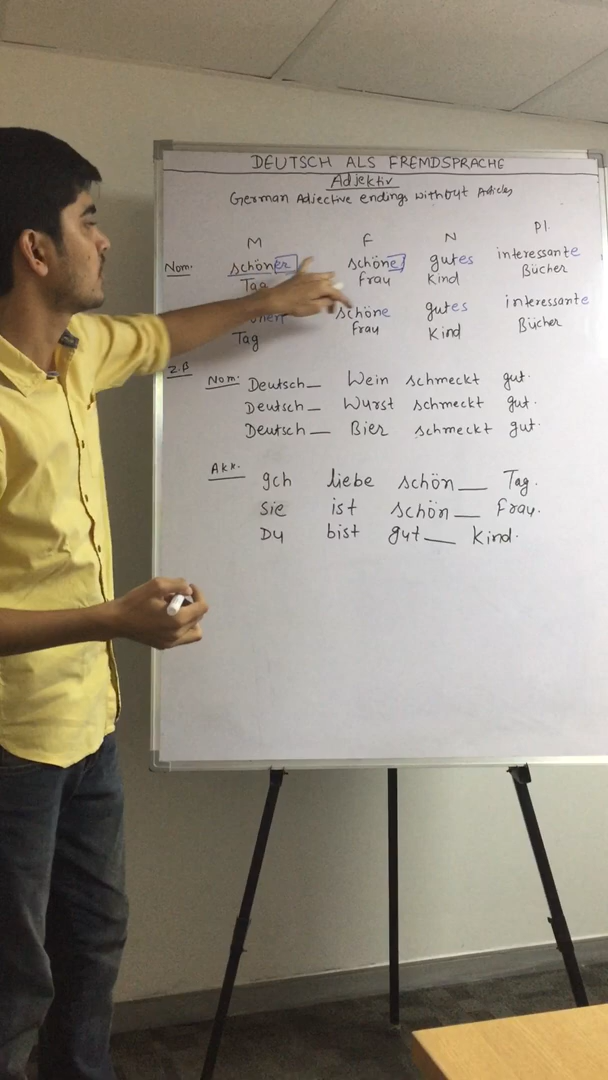 DEUTSCH ALS FREMDSPRACHE
Adjektiv
German Adjective endings without Articles
M F N Pl.
Nom. schöner schöne gutes interessante
Tag Frau Kind Bücher
schöne gutes interessante
Tag Frau Kind Bücher
Z.B
Nom: Deutsch_ Wein schmeckt gut.
Deutsch_ Wurst schmeckt gut.
Deutsch_ Bier schmeckt gut.
Akk. Ich liebe schön__ Tag.
Sie ist schön__ Frau.
Du bist gut__ Kind.